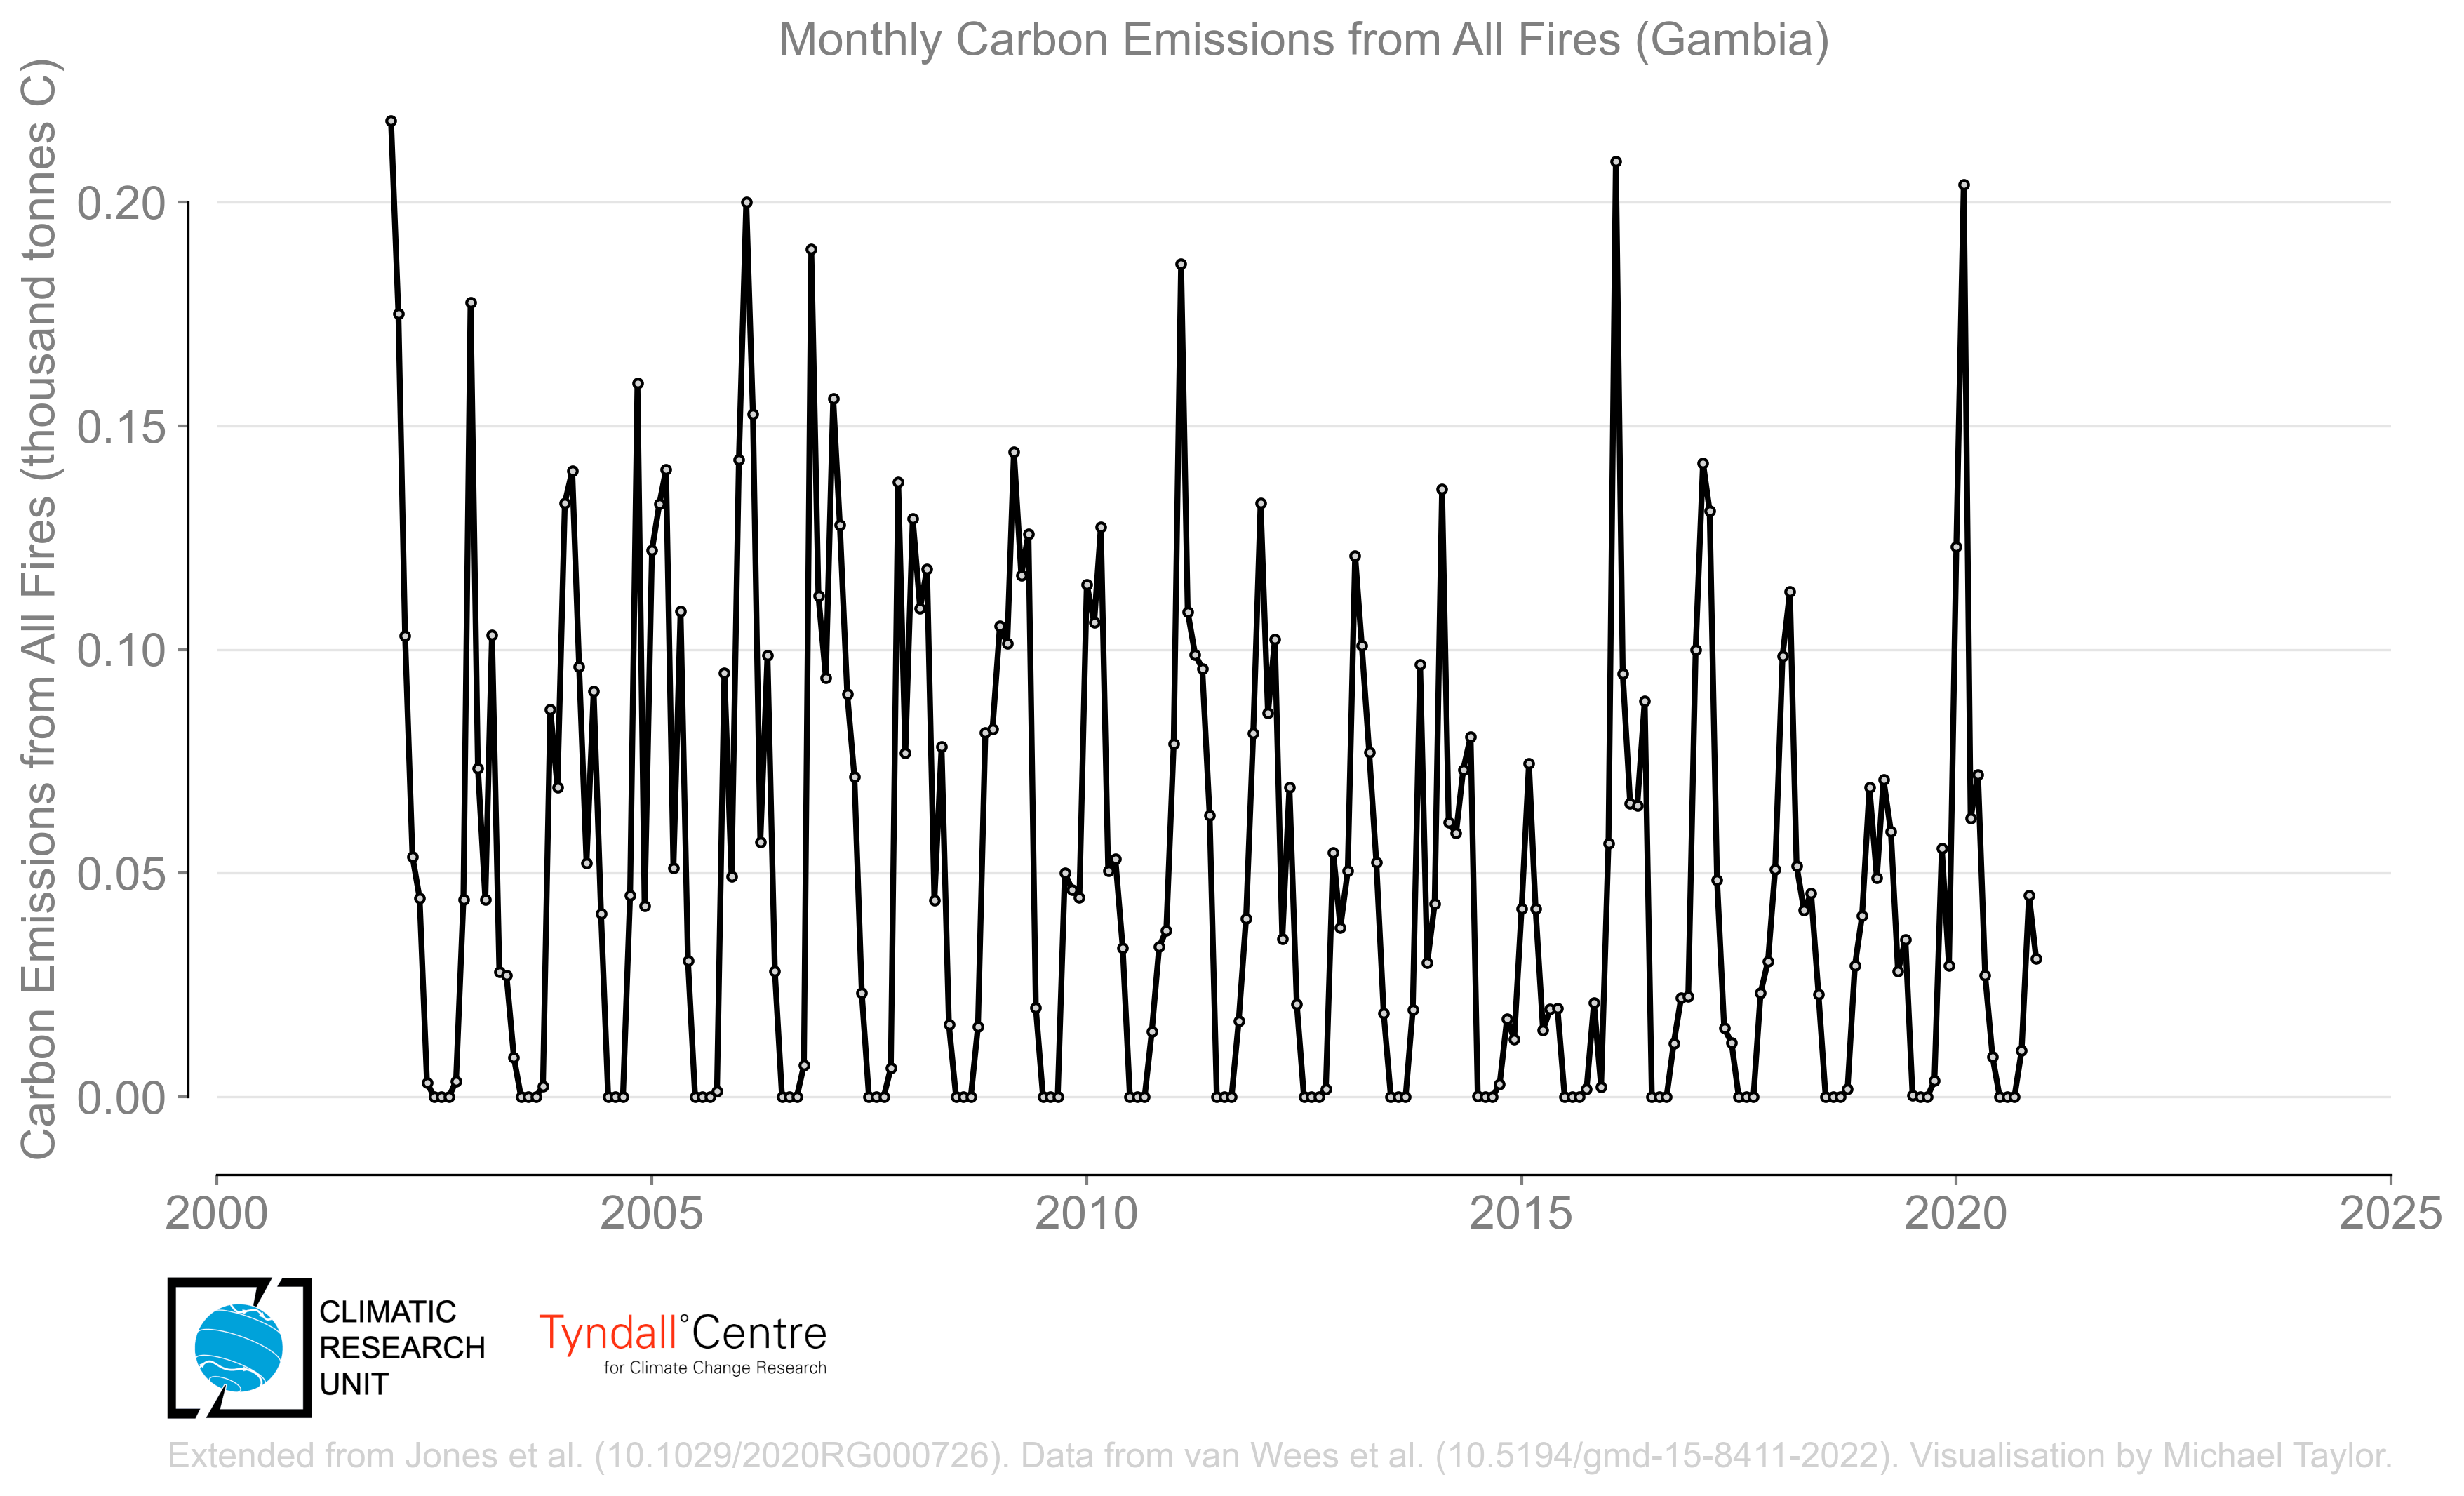 Monthly Carbon Emissions from All Fires (Gambia)
Carbon Emissions from All Fires (thousand tonnes C)
0.20
0.15
0.10
0.05
0.00
2000 2005 2010 2015 2020 2025
CLIMATIC
RESEARCH
UNIT
Tyndall°Centre
for Climate Change Research
Extended from Jones et al. (10.1029/2020RG000726). Data from van Wees et al. (10.5194/gmd-15-8411-2022). Visualisation by Michael Taylor.